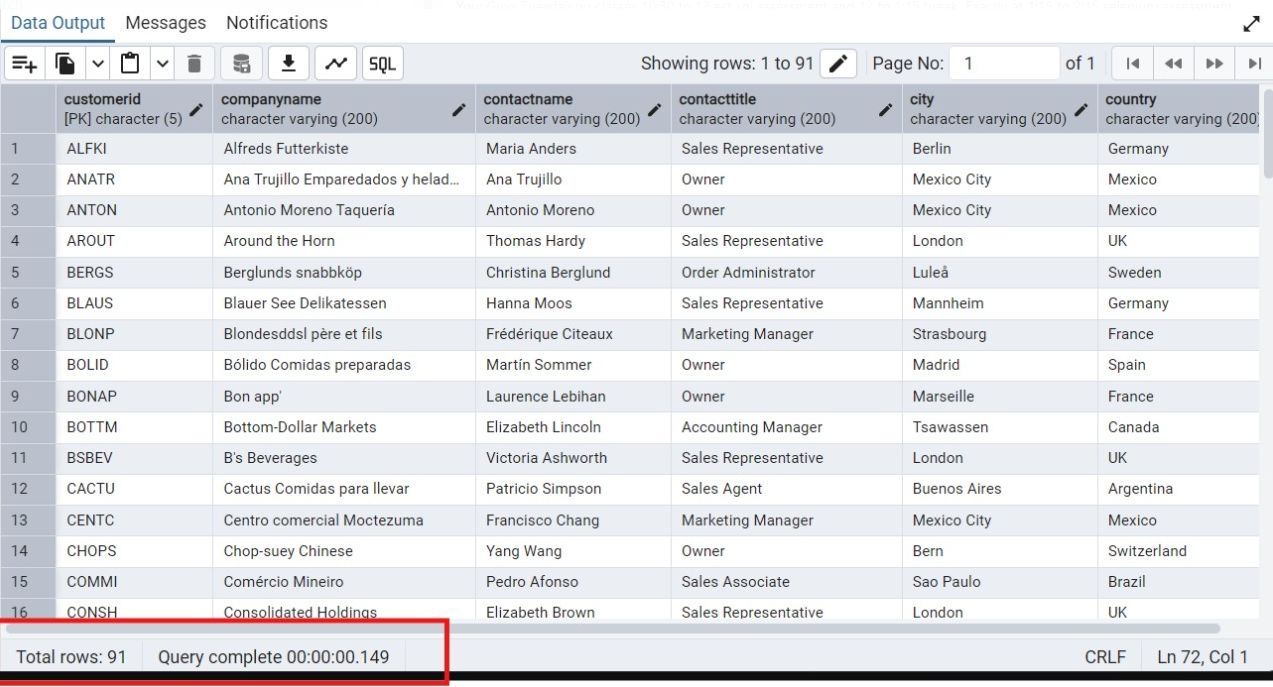 Data Output Messages Notifications
SQL Showing rows: 1 to 91 Page No: 1 of 1
customerid companyname contactname contacttitle city country
[PK] character (5) character varying (200) character varying (200) character varying (200) character varying (200) character varying (200)
1 ALFKI Alfreds Futterkiste Maria Anders Sales Representative Berlin Germany
2 ANATR Ana Trujillo Emparedados y helad... Ana Trujillo Owner Mexico City Mexico
3 ANTON Antonio Moreno Taquería Antonio Moreno Owner Mexico City Mexico
4 AROUT Around the Horn Thomas Hardy Sales Representative London UK
5 BERGS Berglunds snabbköp Christina Berglund Order Administrator Luleå Sweden
6 BLAUS Blauer See Delikatessen Hanna Moos Sales Representative Mannheim Germany
7 BLONP Blondesddsl père et fils Frédérique Citeaux Marketing Manager Strasbourg France
8 BOLID Bólido Comidas preparadas Martín Sommer Owner Madrid Spain
9 BONAP Bon app' Laurence Lebihan Owner Marseille France
10 BOTTM Bottom-Dollar Markets Elizabeth Lincoln Accounting Manager Tsawassen Canada
11 BSBEV B's Beverages Victoria Ashworth Sales Representative London UK
12 CACTU Cactus Comidas para llevar Patricio Simpson Sales Agent Buenos Aires Argentina
13 CENTC Centro comercial Moctezuma Francisco Chang Marketing Manager Mexico City Mexico
14 CHOPS Chop-suey Chinese Yang Wang Owner Bern Switzerland
15 COMMI Comércio Mineiro Pedro Afonso Sales Associate Sao Paulo Brazil
16 CONSH Consolidated Holdings Elizabeth Brown Sales Representative London UK
Total rows: 91 Query complete 00:00:00.149 CRLF Ln 72, Col 1